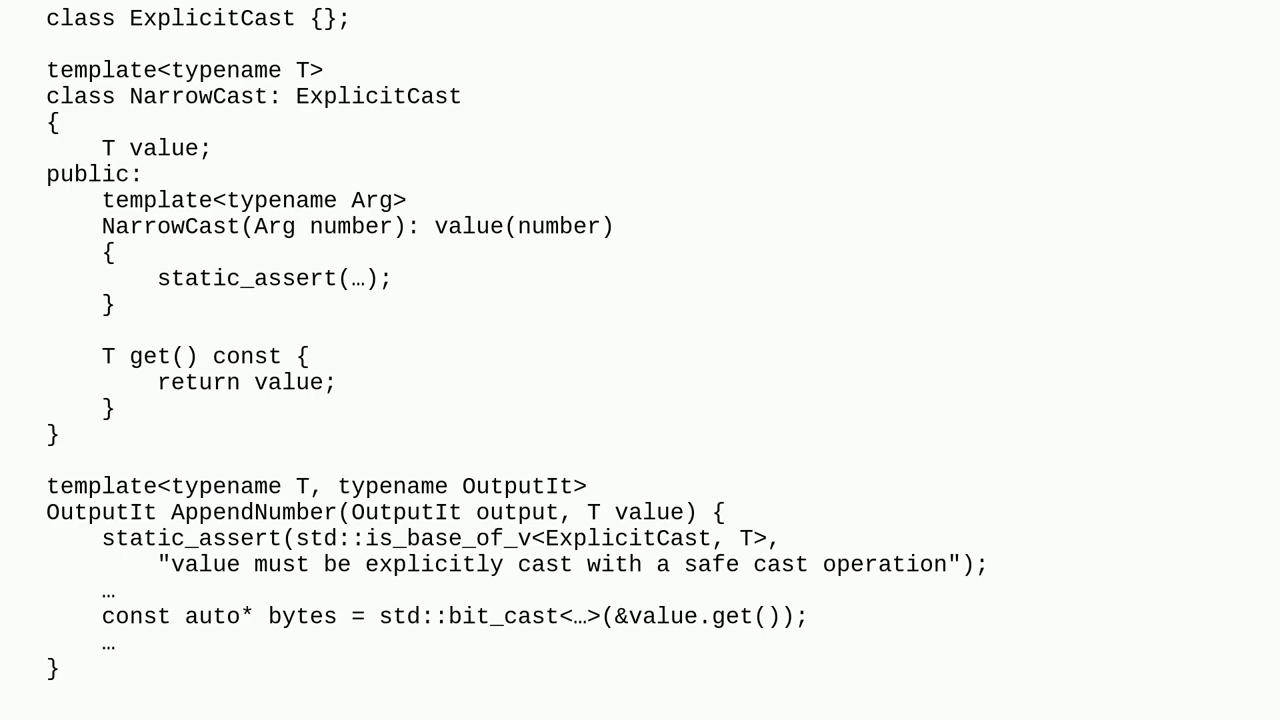 class ExplicitCast {};
template<typename T>
class NarrowCast: ExplicitCast
{
    T value;
public:
    template<typename Arg>
    NarrowCast(Arg number): value(number)
    {
        static_assert(…);
    }
    T get() const {
        return value;
    }
}
template<typename T, typename OutputIt>
OutputIt AppendNumber(OutputIt output, T value) {
    static_assert(std::is_base_of_v<ExplicitCast, T>,
        "value must be explicitly cast with a safe cast operation");
    …
    const auto* bytes = std::bit_cast<…>(&value.get());
    …
}